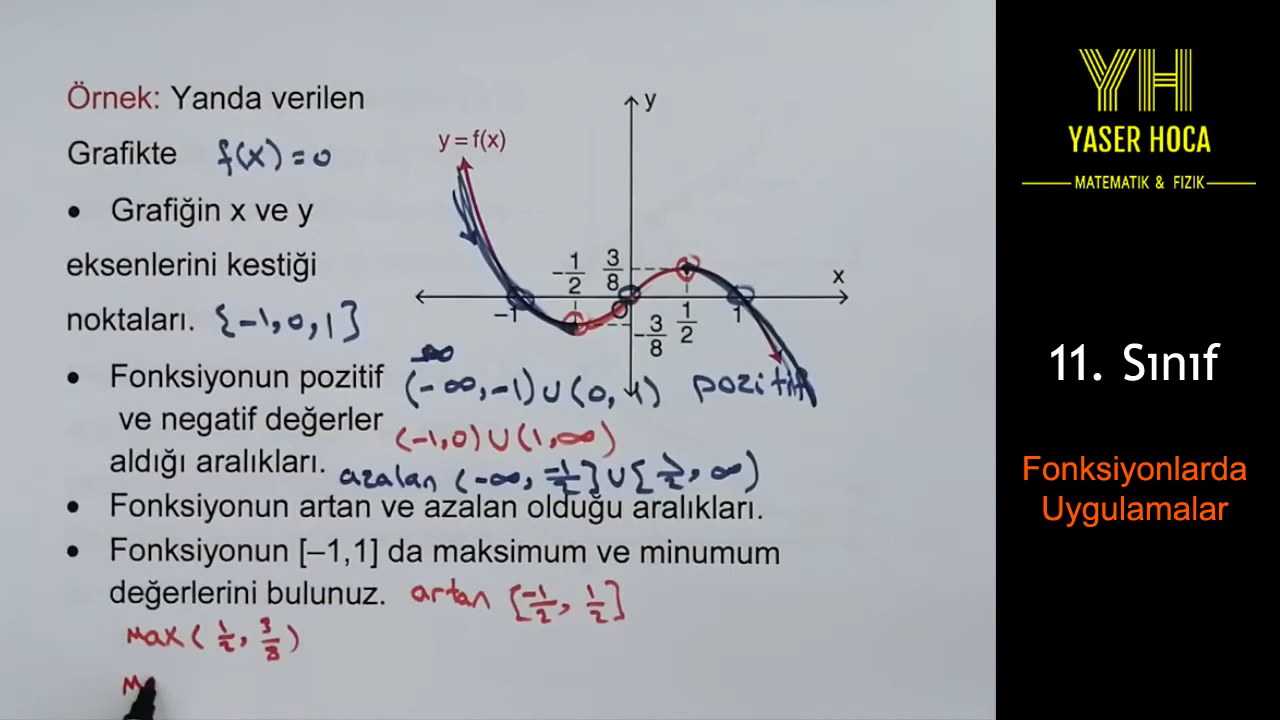 Örnek: Yanda verilen
Grafikte f(x) = 0
• Grafiğin x ve y
eksenlerini kestiği
noktaları. {-1, 0, 1}
• Fonksiyonun pozitif
ve negatif değerler
aldığı aralıkları.
(-∞, -1) ∪ (0, 1) pozitif
(-1, 0) ∪ (1, ∞)
azalan (-∞, -1/2] ∪ [1/2, ∞)
• Fonksiyonun artan ve azalan olduğu aralıkları.
• Fonksiyonun [–1,1] da maksimum ve minumum
değerlerini bulunuz. artan [-1/2, 1/2]
Max (1/2, 3/8)
M
y
y = f(x)
x
-1/2
3/8
–1
0
-3/8
1/2
1
∞
YH
YASER HOCA
MATEMATIK & FIZIK
11. Sınıf
Fonksiyonlarda
Uygulamalar